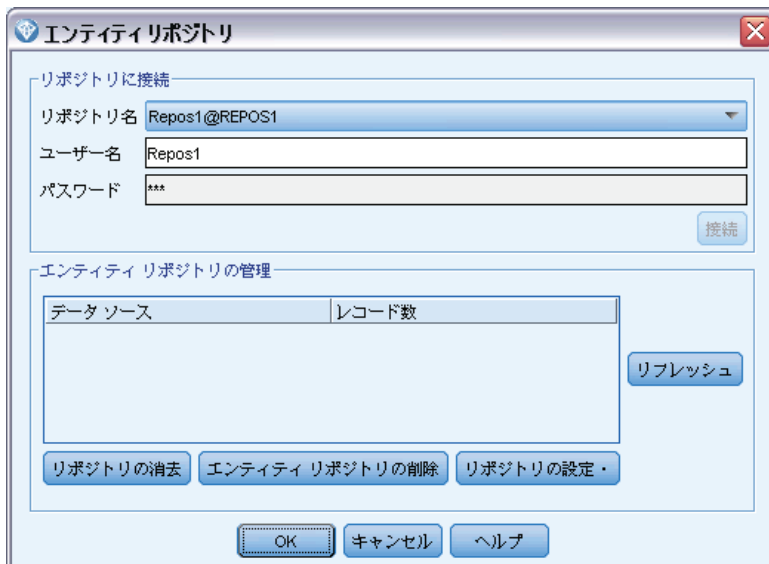 エンティティ リポジトリ
リポジトリに接続
リポジトリ名 Repos1@REPOS1
ユーザー名 Repos1
パスワード ***
接続
エンティティ リポジトリの管理
データ ソース レコード数
リフレッシュ
リポジトリの消去 エンティティ リポジトリの削除 リポジトリの設定・
OK キャンセル ヘルプ